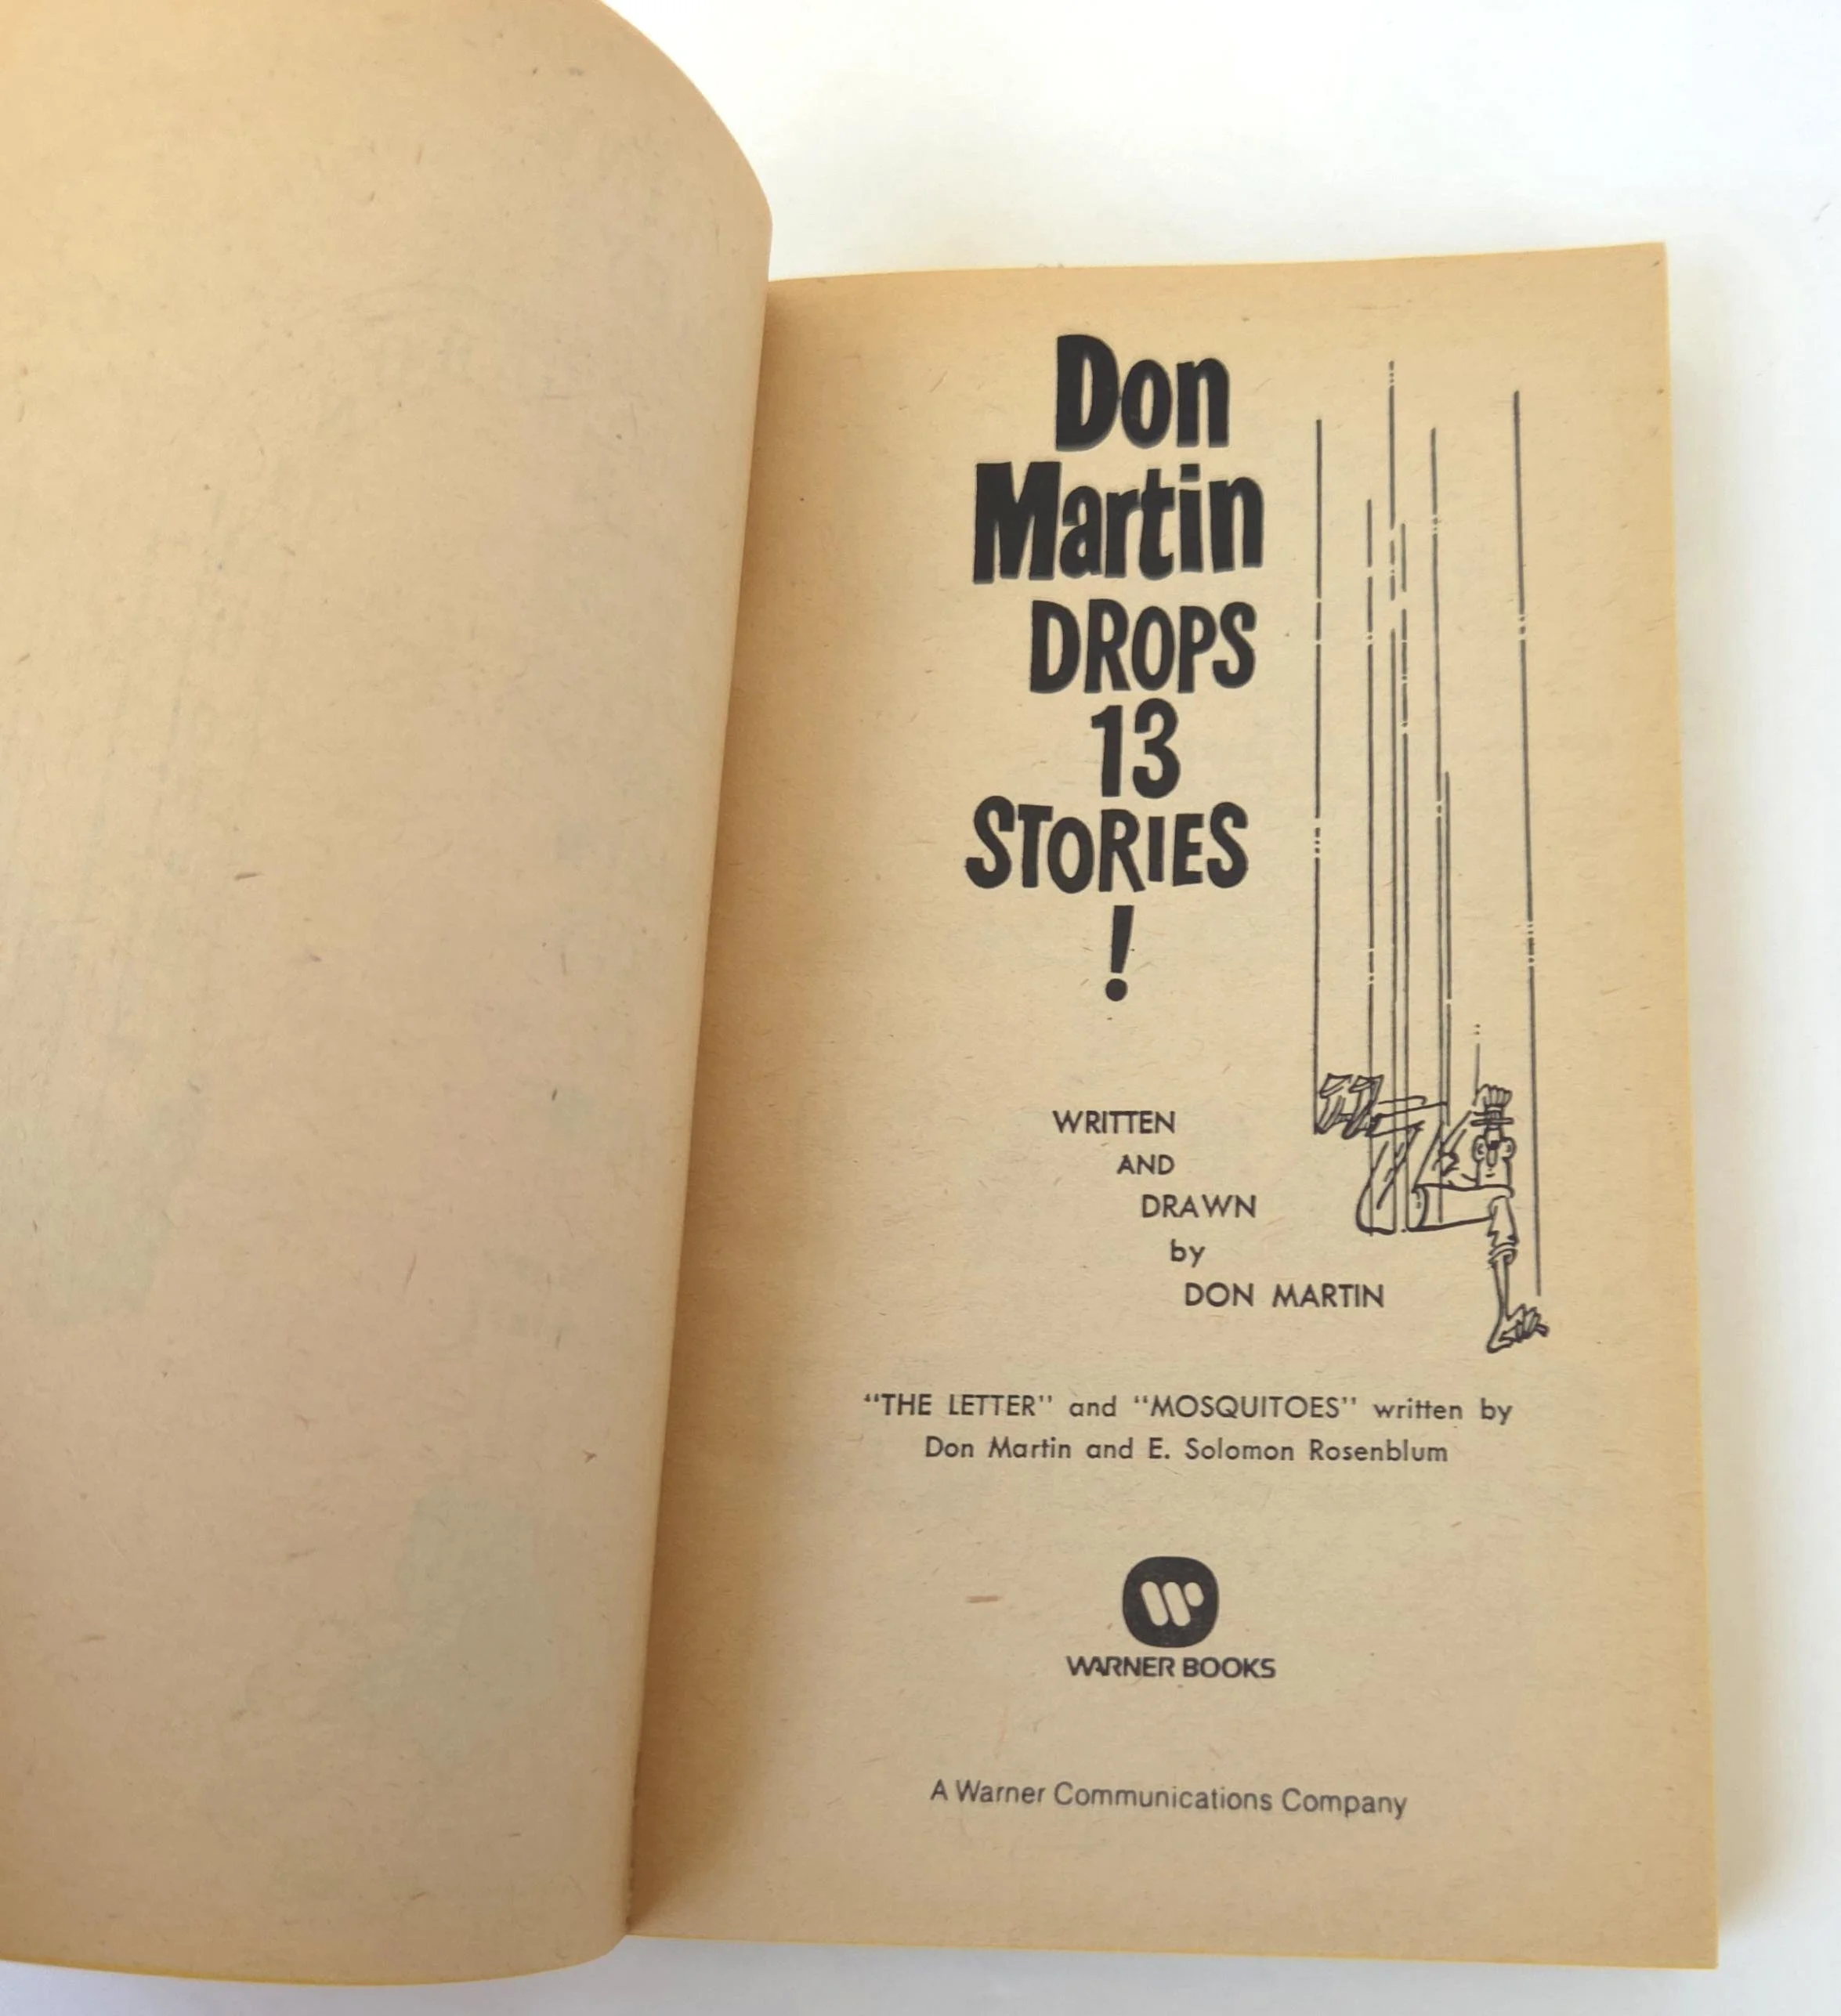 Don
Martin
DROPS
13
STORIES
!
WRITTEN
AND
DRAWN
by
DON MARTIN
“THE LETTER” and “MOSQUITOES” written by
Don Martin and E. Solomon Rosenblum
WARNER BOOKS
A Warner Communications Company